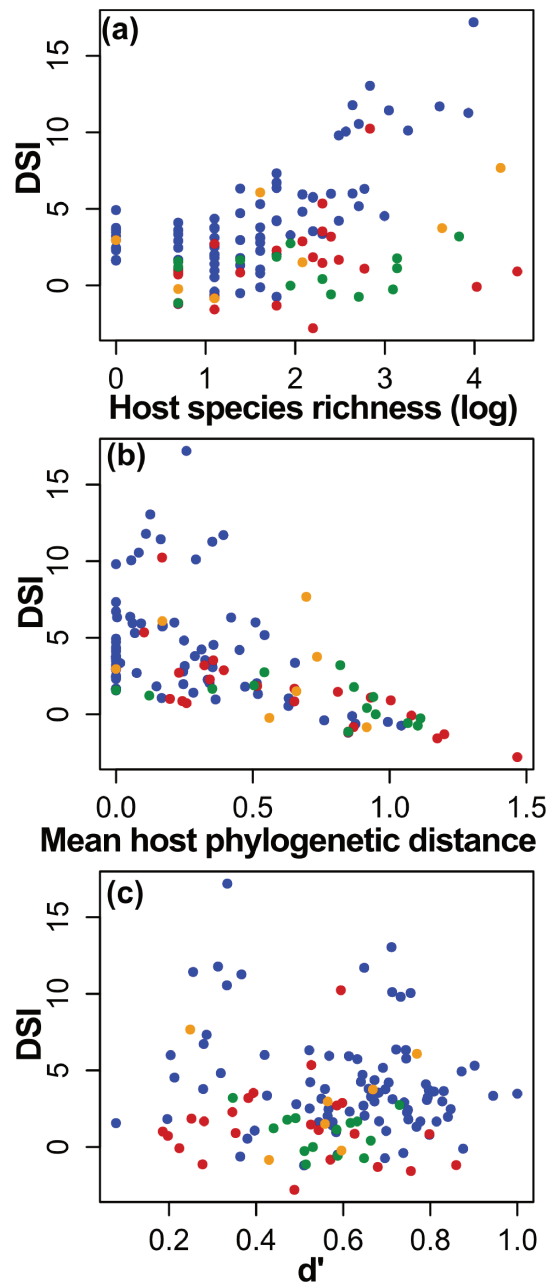 (a)
15
10
5
0
DSI
0 1 2 3 4
Host species richness (log)
(b)
15
10
5
0
DSI
0.0 0.5 1.0 1.5
Mean host phylogenetic distance
(c)
15
10
5
0
DSI
0.2 0.4 0.6 0.8 1.0
d'